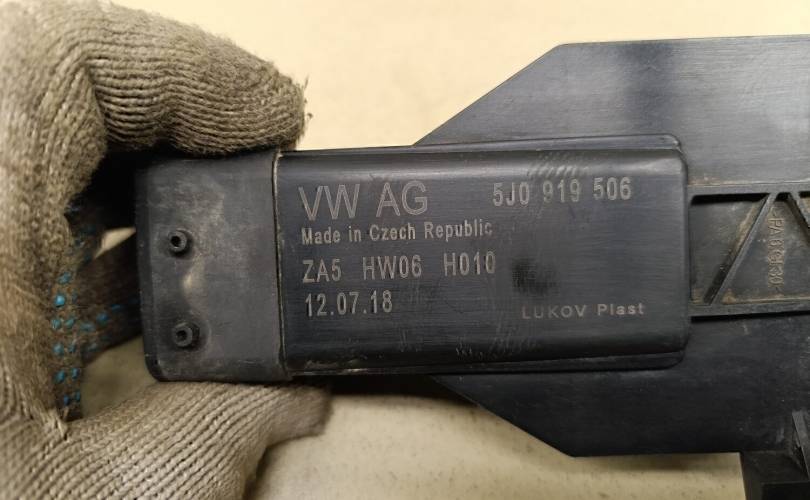 VW AG 5J0 919 506
Made in Czech Republic
ZA5 HW06 H010
12.07.18
LUKOV Plast